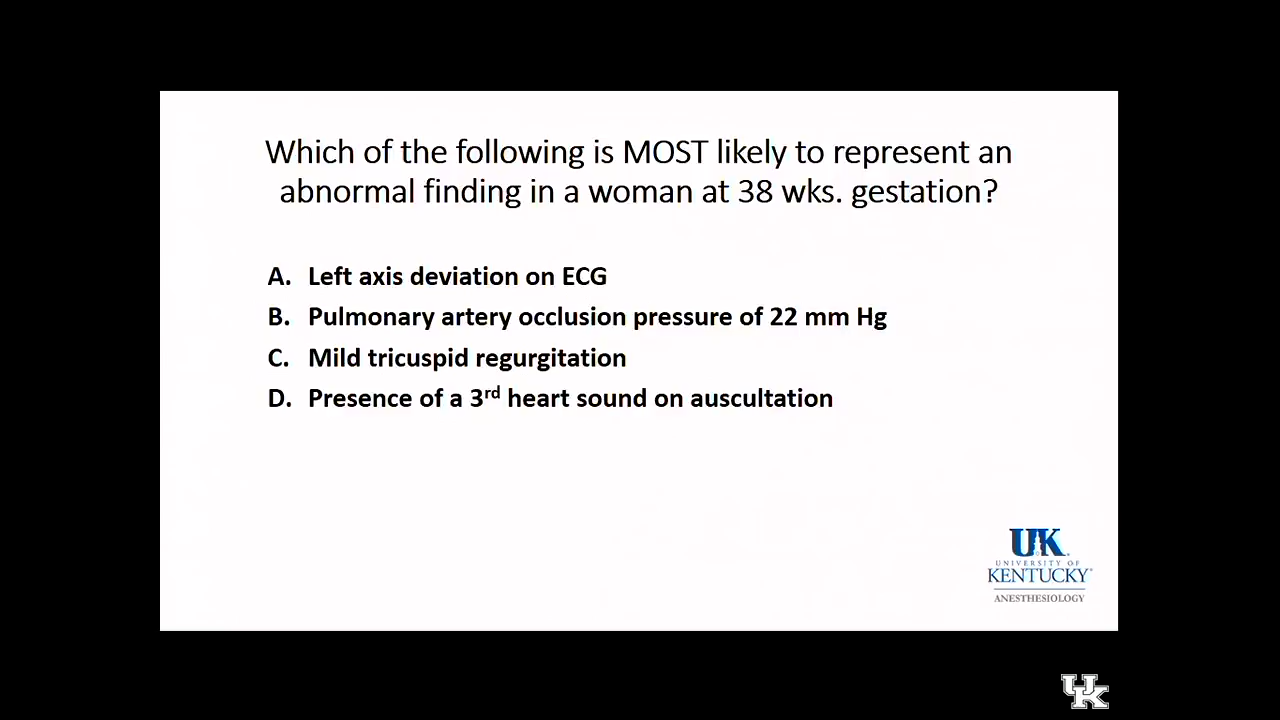 Which of the following is MOST likely to represent an
abnormal finding in a woman at 38 wks. gestation?
A. Left axis deviation on ECG
B. Pulmonary artery occlusion pressure of 22 mm Hg
C. Mild tricuspid regurgitation
D. Presence of a 3rd heart sound on auscultation
UK
UNIVERSITY OF
KENTUCKY
ANESTHESIOLOGY
UK